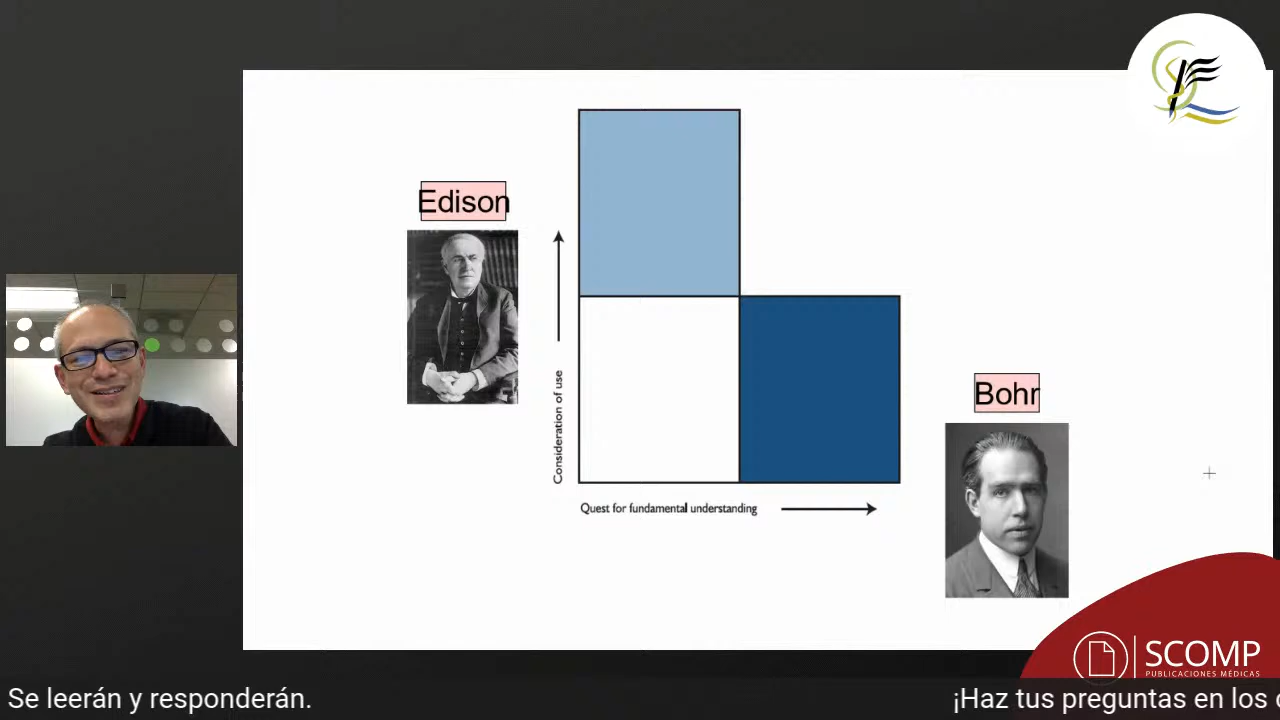 Edison
Consideration of use
Quest for fundamental understanding
Bohr
SCOMP
PUBLICACIONES MÉDICAS
Se leerán y responderán.
¡Haz tus preguntas en los